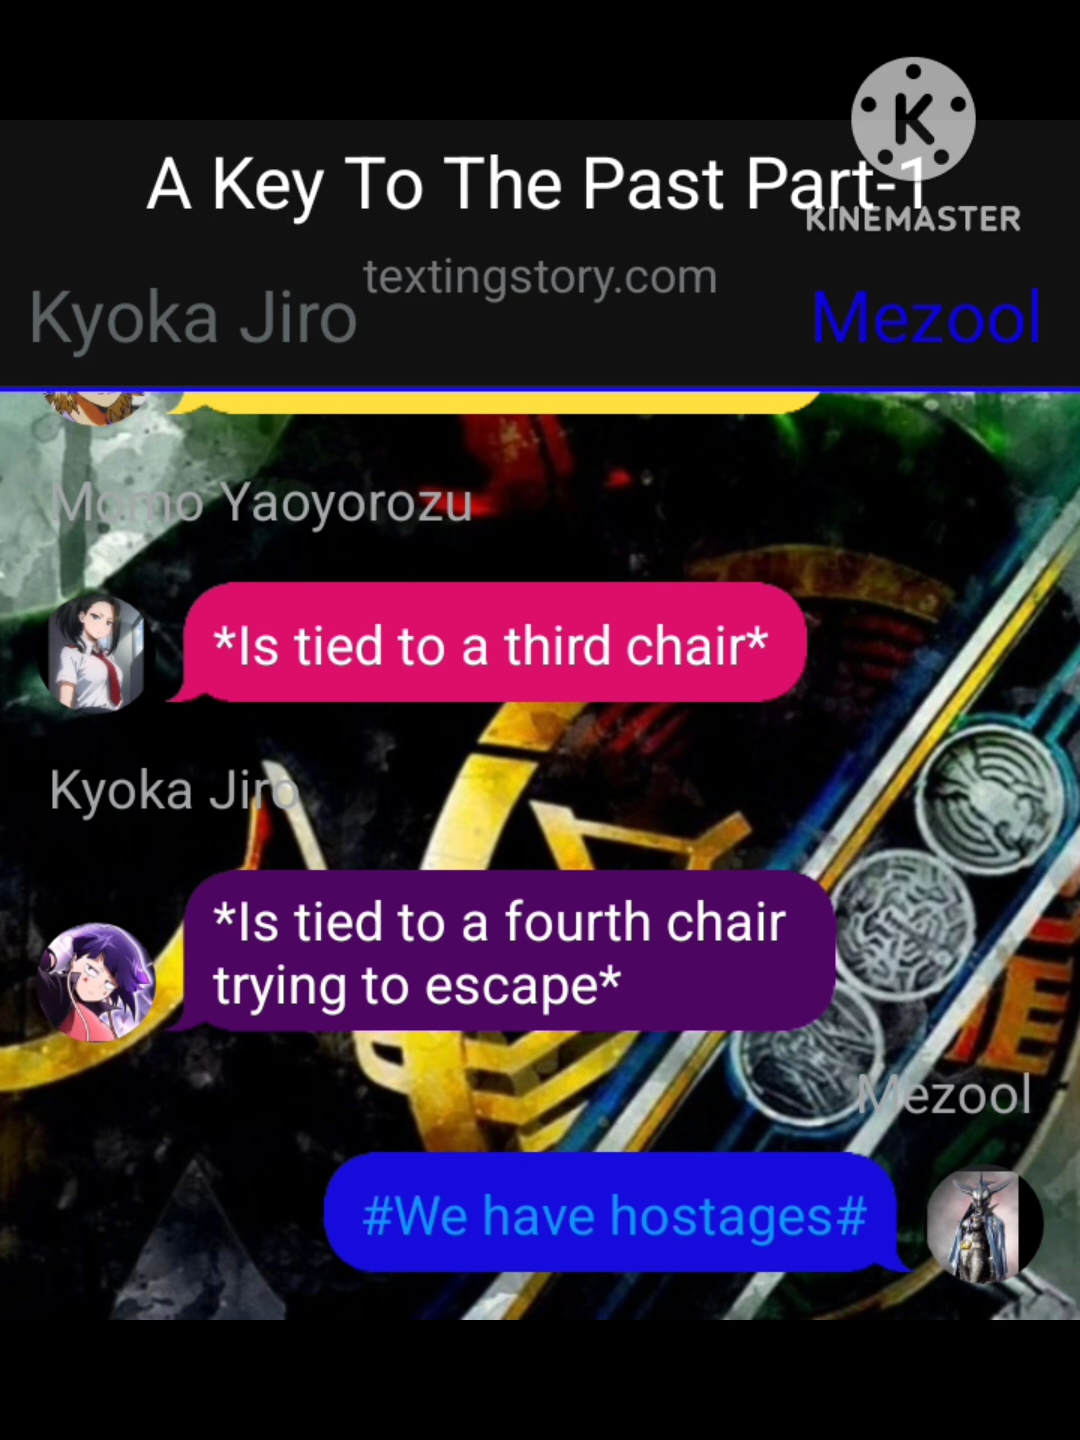 A Key To The Past Part-1
K
KINEMASTER
textingstory.com
Kyoka Jiro
Mezool
Momo Yaoyorozu
*Is tied to a third chair*
Kyoka Jiro
*Is tied to a fourth chair
trying to escape*
Mezool
#We have hostages#